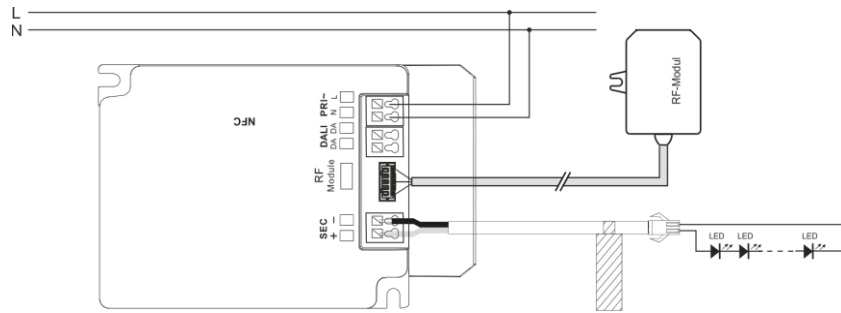 L
N
NFC
PRI~
L
N
DALI
DA
DA
RF
Module
SEC
–
+
RF-Modul
LED
LED
LED